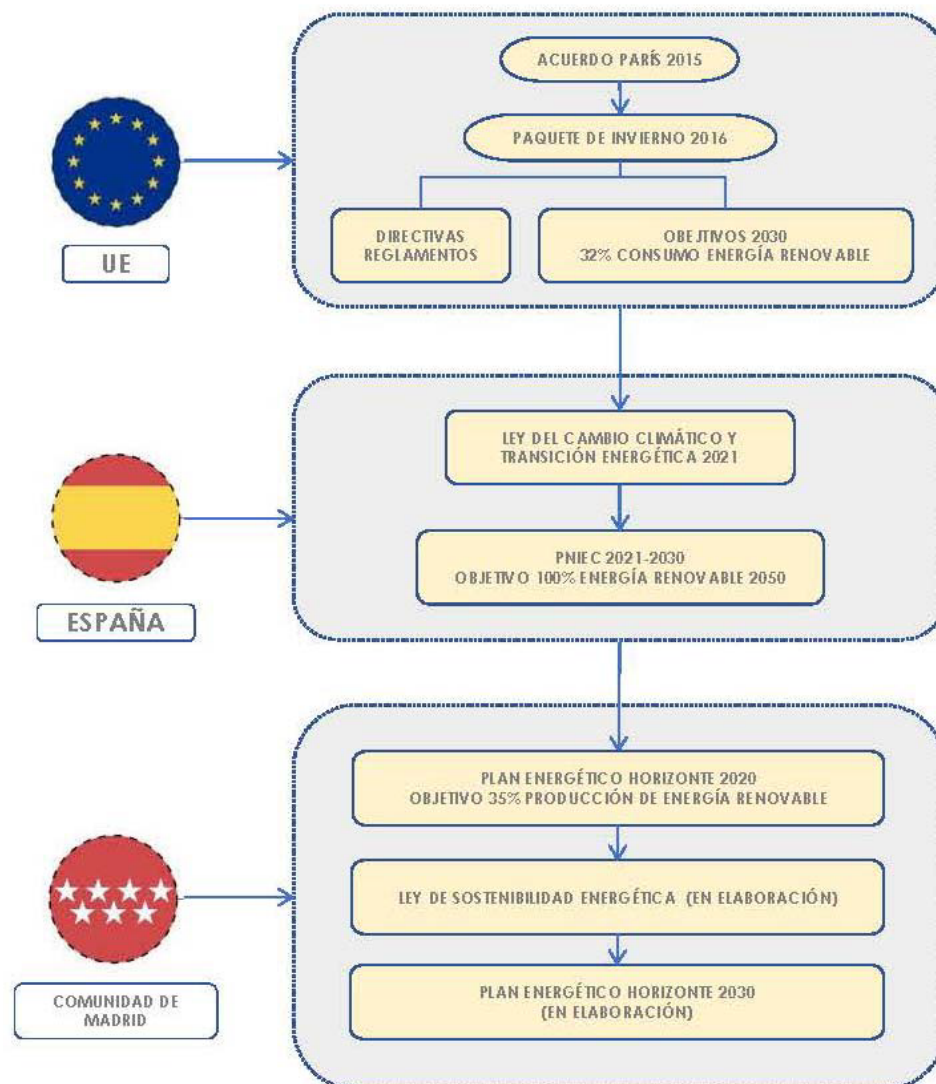 ACUERDO PARÍS 2015
PAQUETE DE INVIERNO 2016
DIRECTIVAS
REGLAMENTOS
OBEJTIVOS 2030
32% CONSUMO ENERGÍA RENOVABLE
UE
LEY DEL CAMBIO CLIMÁTICO Y
TRANSICIÓN ENERGÉTICA 2021
PNIEC 2021-2030
OBJETIVO 100% ENERGÍA RENOVABLE 2050
ESPAÑA
PLAN ENERGÉTICO HORIZONTE 2020
OBJETIVO 35% PRODUCCIÓN DE ENERGÍA RENOVABLE
LEY DE SOSTENIBILIDAD ENERGÉTICA (EN ELABORACIÓN)
PLAN ENERGÉTICO HORIZONTE 2030
(EN ELABORACIÓN)
COMUNIDAD DE
MADRID